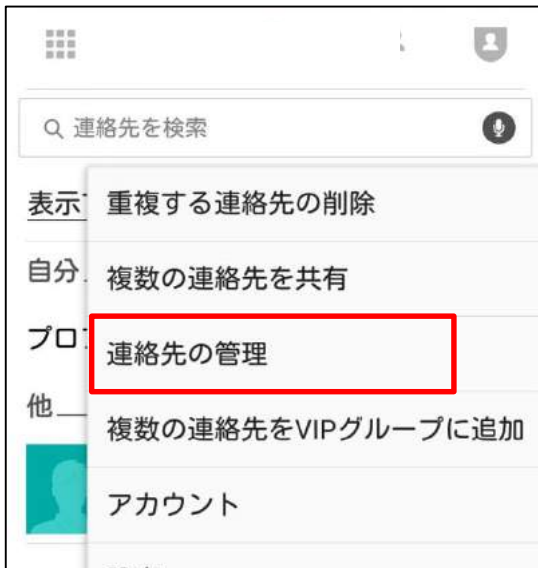 連絡先を検索
表示
重複する連絡先の削除
自分
複数の連絡先を共有
プロ
連絡先の管理
他
複数の連絡先をVIPグループに追加
アカウント